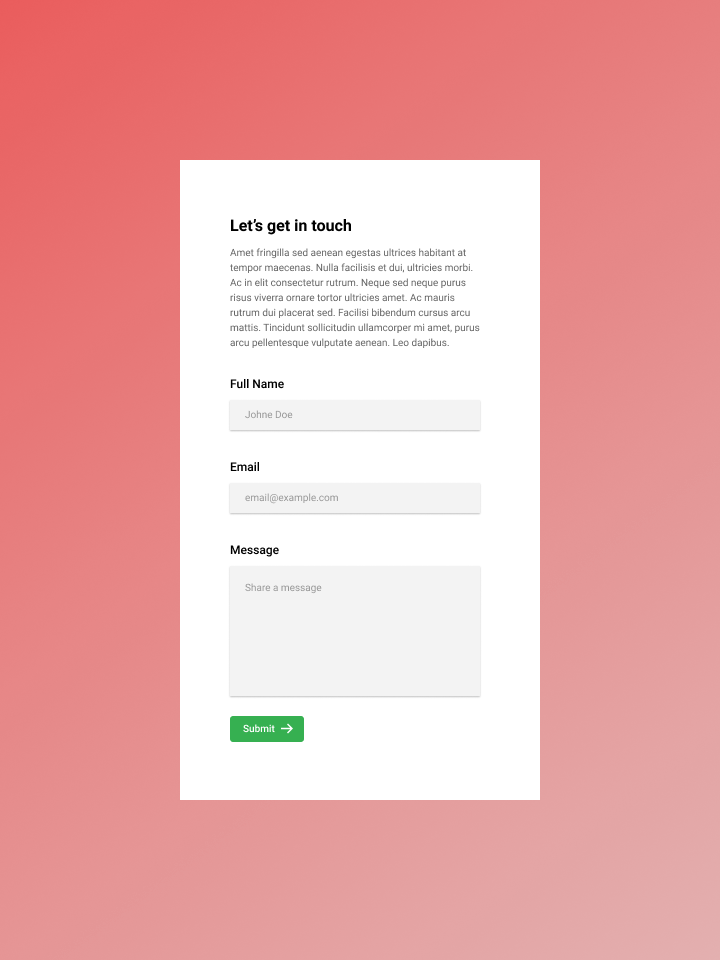 Let’s get in touch
Amet fringilla sed aenean egestas ultrices habitant at
tempor maecenas. Nulla facilisis et dui, ultricies morbi.
Ac in elit consectetur rutrum. Neque sed neque purus
risus viverra ornare tortor ultricies amet. Ac mauris
rutrum dui placerat sed. Facilisi bibendum cursus arcu
mattis. Tincidunt sollicitudin ullamcorper mi amet, purus
arcu pellentesque vulputate aenean. Leo dapibus.
Full Name
Johne Doe
Email
email@example.com
Message
Share a message
Submit